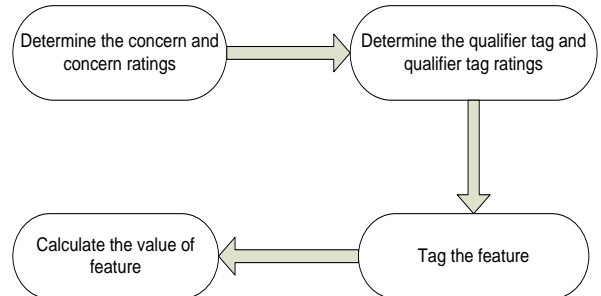 Determine the concern and
concern ratings
Determine the qualifier tag and
qualifier tag ratings
Tag the feature
Calculate the value of
feature